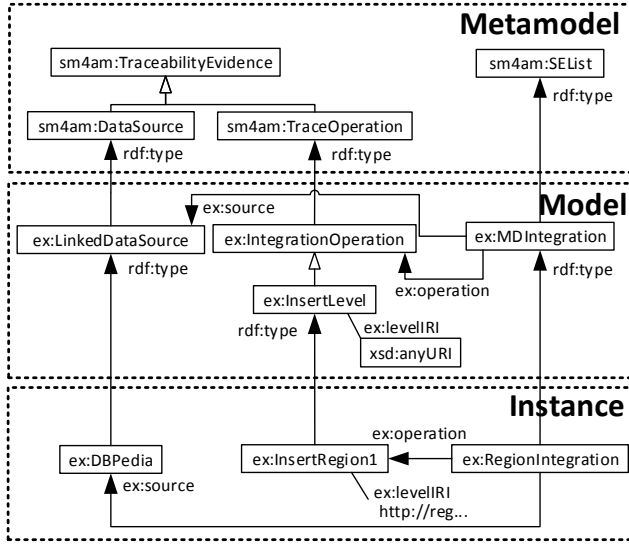 Metamodel
sm4am:TraceabilityEvidence
sm4am:SEList
sm4am:DataSource
sm4am:TraceOperation
rdf:type
rdf:type
rdf:type
Model
ex:source
ex:LinkedDataSource
ex:IntegrationOperation
ex:MDIntegration
rdf:type
rdf:type
ex:operation
ex:InsertLevel
rdf:type
ex:levelIRI
xsd:anyURI
Instance
ex:operation
ex:DBPedia
ex:InsertRegion1
ex:RegionIntegration
ex:source
ex:levelIRI
http://reg...